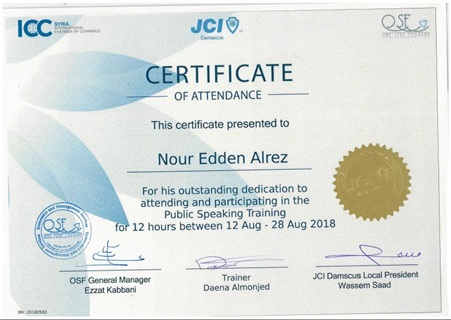 ICC SYRIA
INTERNATIONAL
CHAMBER OF COMMERCE
JCI
Damascus
OSF
CERTIFICATE
OF ATTENDANCE
This certificate presented to
Nour Edden Alrez
For his outstanding dedication to
attending and participating in the
Public Speaking Training
for 12 hours between 12 Aug - 28 Aug 2018
OSF
OSF General Manager
Ezzat Kabbani
Trainer
Daena Almonjed
JCI Damscus Local President
Wassem Saad
SN: 20180583